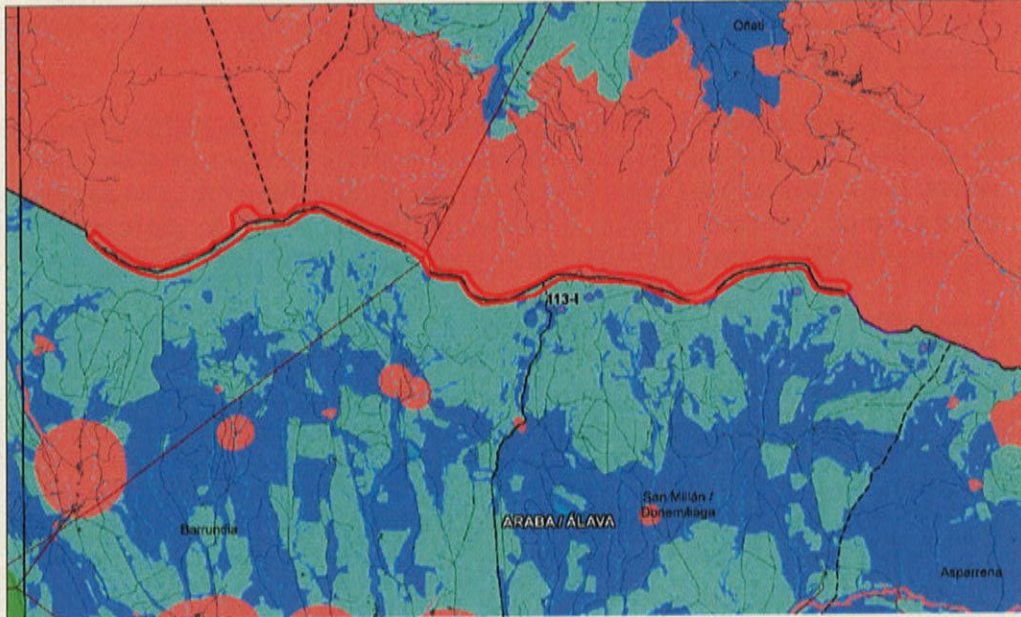 Oñati
113-I
San Millán /
Donemiliaga
ARABA / ÁLAVA
Barrundia
Asparrena